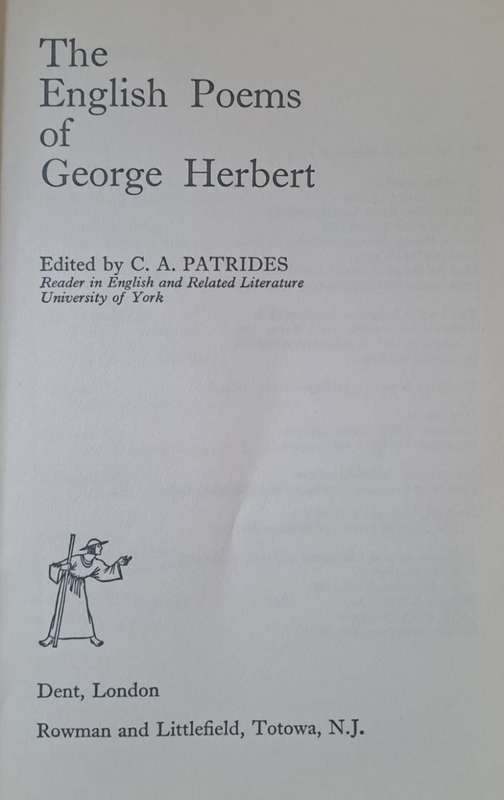 The
English Poems
of
George Herbert
Edited by C. A. PATRIDES
Reader in English and Related Literature
University of York
Dent, London
Rowman and Littlefield, Totowa, N.J.